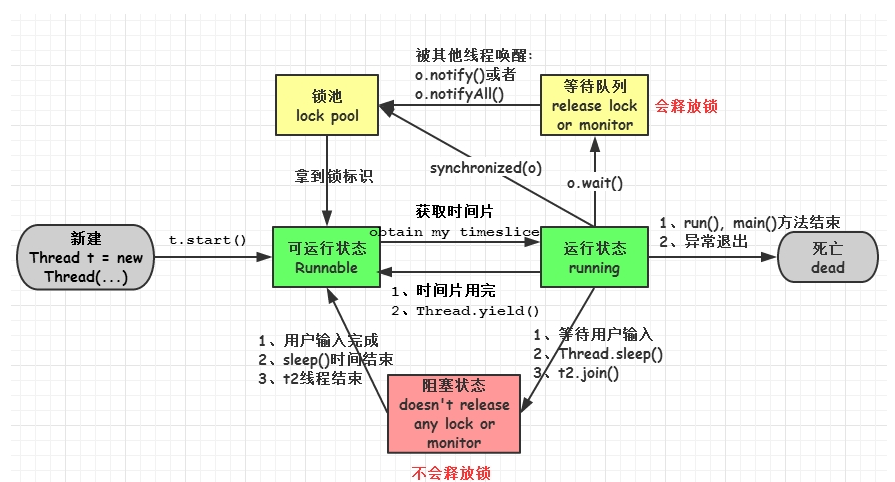 被其他线程唤醒:
o.notify()或者
o.notifyAll()
锁池
lock pool
等待队列
release lock
or monitor
会释放锁
synchronized(o)
o.wait()
拿到锁标识
获取时间片
obtain my timeslice
新建
Thread t = new
Thread(...)
t.start()
可运行状态
Runnable
运行状态
running
1、run(), main()方法结束
2、异常退出
死亡
dead
1、时间片用完
2、Thread.yield()
1、用户输入完成
2、sleep()时间结束
3、t2线程结束
1、等待用户输入
2、Thread.sleep()
3、t2.join()
阻塞状态
doesn't release
any lock or
monitor
不会释放锁